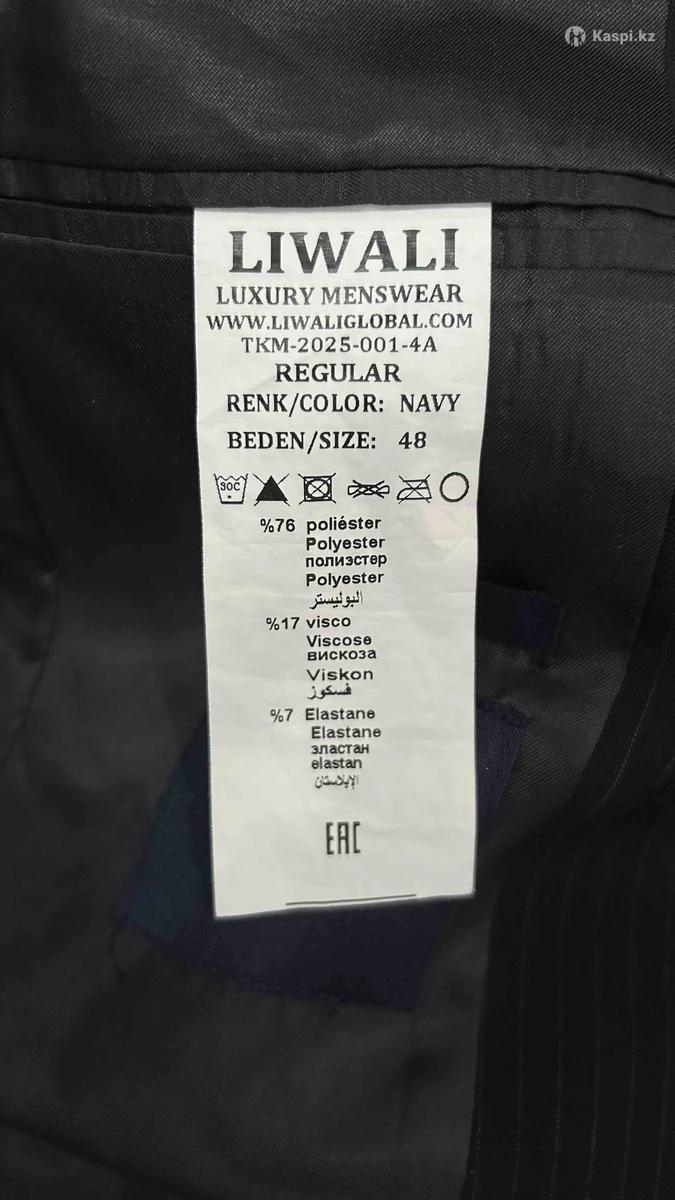 Kaspi.kz
LIWALI
LUXURY MENSWEAR
WWW.LIWALIGLOBAL.COM
TKM-2025-001-4A
REGULAR
RENK/COLOR: NAVY
BEDEN/SIZE: 48
30C
%76 poliéster
Polyester
полиэстер
Polyester
البوليستر
%17 visco
Viscose
вискоза
Viskon
فسكوز
%7 Elastane
Elastane
эластан
elastan
الإيلاستان
EAC